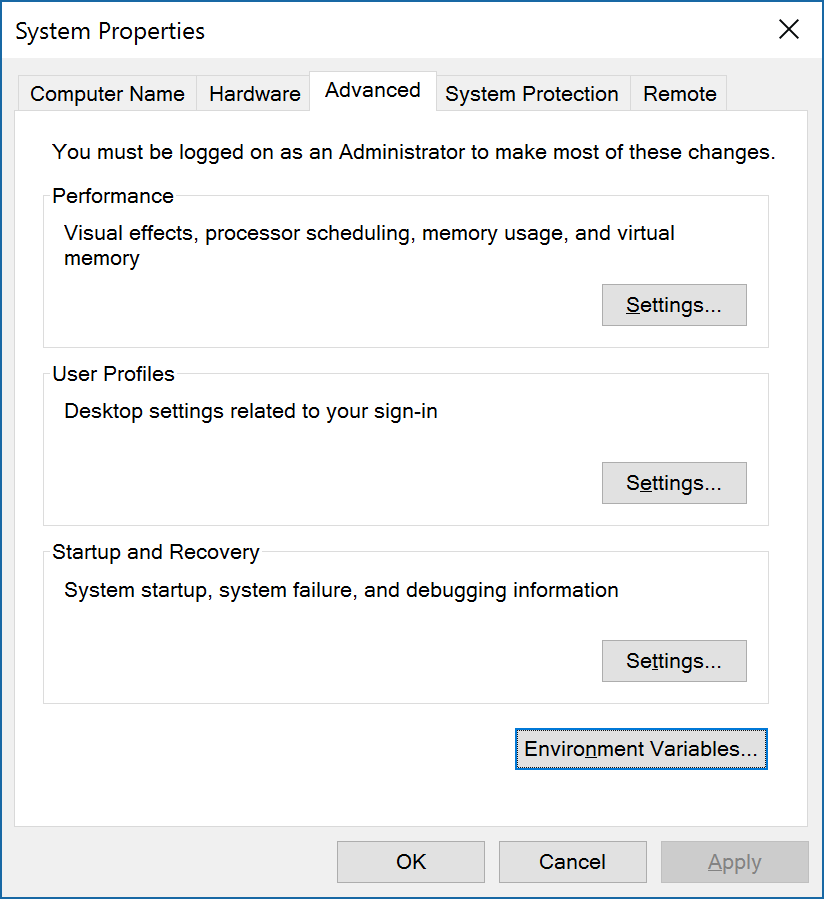 System Properties
Computer Name Hardware Advanced System Protection Remote
You must be logged on as an Administrator to make most of these changes.
Performance
Visual effects, processor scheduling, memory usage, and virtual
memory
Settings...
User Profiles
Desktop settings related to your sign-in
Settings...
Startup and Recovery
System startup, system failure, and debugging information
Settings...
Environment Variables...
OK Cancel Apply